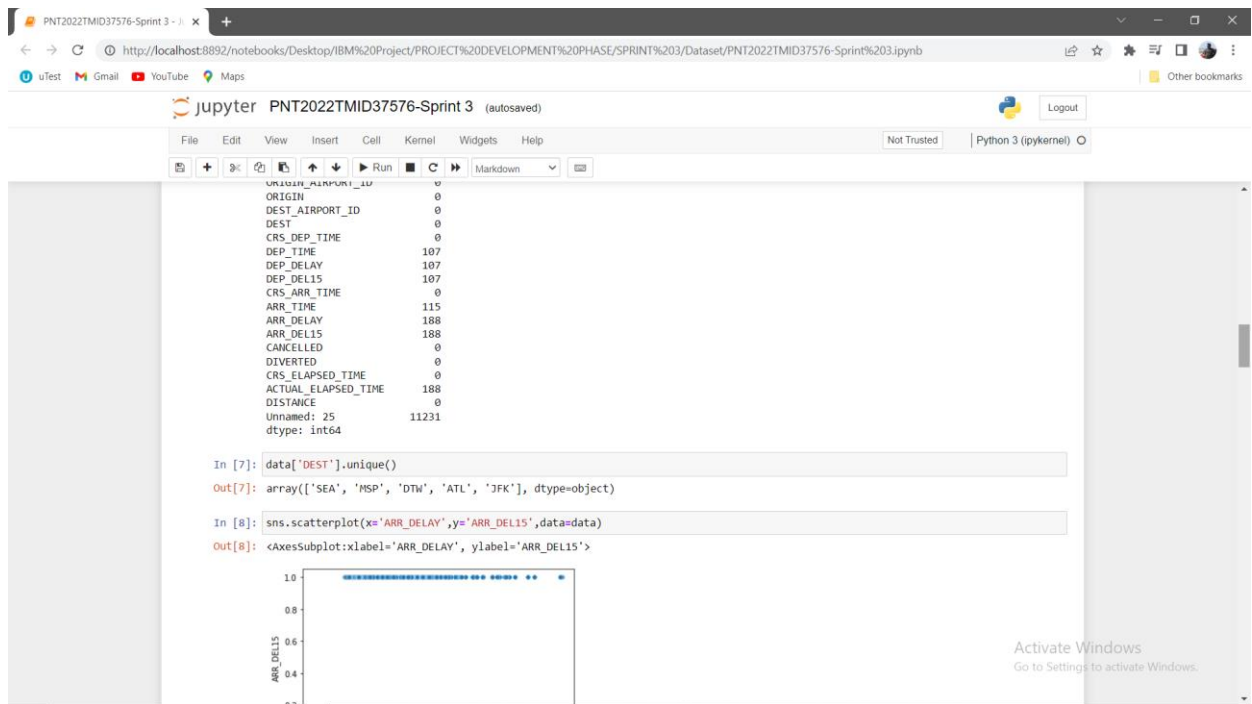 PNT2022TMID37576-Sprint 3 - Ju
http://localhost:8892/notebooks/Desktop/IBM%20Project/PROJECT%20DEVELOPMENT%20PHASE/SPRINT%203/Dataset/PNT2022TMID37576-Sprint%203.ipynb
uTest Gmail YouTube Maps Other bookmarks
jupyter PNT2022TMID37576-Sprint 3 (autosaved) Logout
File Edit View Insert Cell Kernel Widgets Help Not Trusted Python 3 (ipykernel)
Run Markdown
ORIGIN_AIRPORT_ID 0
ORIGIN 0
DEST_AIRPORT_ID 0
DEST 0
CRS_DEP_TIME 0
DEP_TIME 107
DEP_DELAY 107
DEP_DEL15 107
CRS_ARR_TIME 0
ARR_TIME 115
ARR_DELAY 188
ARR_DEL15 188
CANCELLED 0
DIVERTED 0
CRS_ELAPSED_TIME 0
ACTUAL_ELAPSED_TIME 188
DISTANCE 0
Unnamed: 25 11231
dtype: int64
In [7]: data['DEST'].unique()
Out[7]: array(['SEA', 'MSP', 'DTW', 'ATL', 'JFK'], dtype=object)
In [8]: sns.scatterplot(x='ARR_DELAY',y='ARR_DEL15',data=data)
Out[8]: <AxesSubplot:xlabel='ARR_DELAY', ylabel='ARR_DEL15'>
1.0
0.8
0.6
0.4
ARR_DEL15
Activate Windows
Go to Settings to activate Windows.